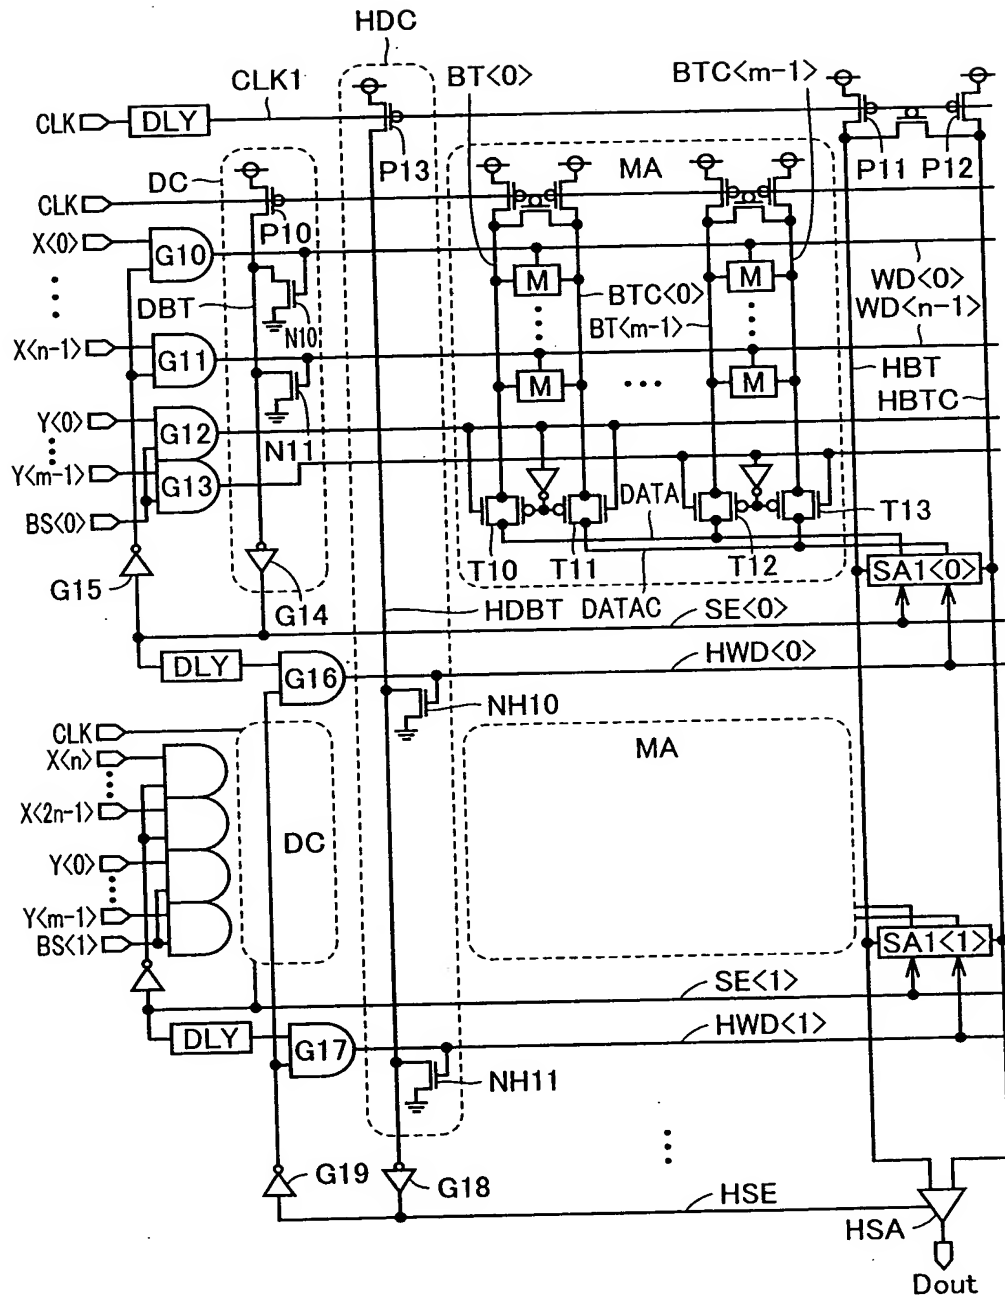 HDC
CLK1
BT<0>
BTC<m-1>
CLK
DLY
P13
P11
P12
DC
MA
CLK
P10
X<0>
G10
WD<0>
DBT
N10
BTC<0>
WD<n-1>
BT<m-1>
X<n-1>
G11
M
M
M
M
HBT
HBTC
Y<0>
G12
N11
Y<m-1>
G13
DATA
BS<0>
T13
T10
T11
T12
G15
G14
SA1<0>
HDBT
DATAC
SE<0>
DLY
G16
HWD<0>
NH10
CLK
MA
X<n>
X<2n-1>
DC
Y<0>
Y<m-1>
BS<1>
SA1<1>
SE<1>
DLY
G17
HWD<1>
NH11
G19
G18
HSE
HSA
Dout